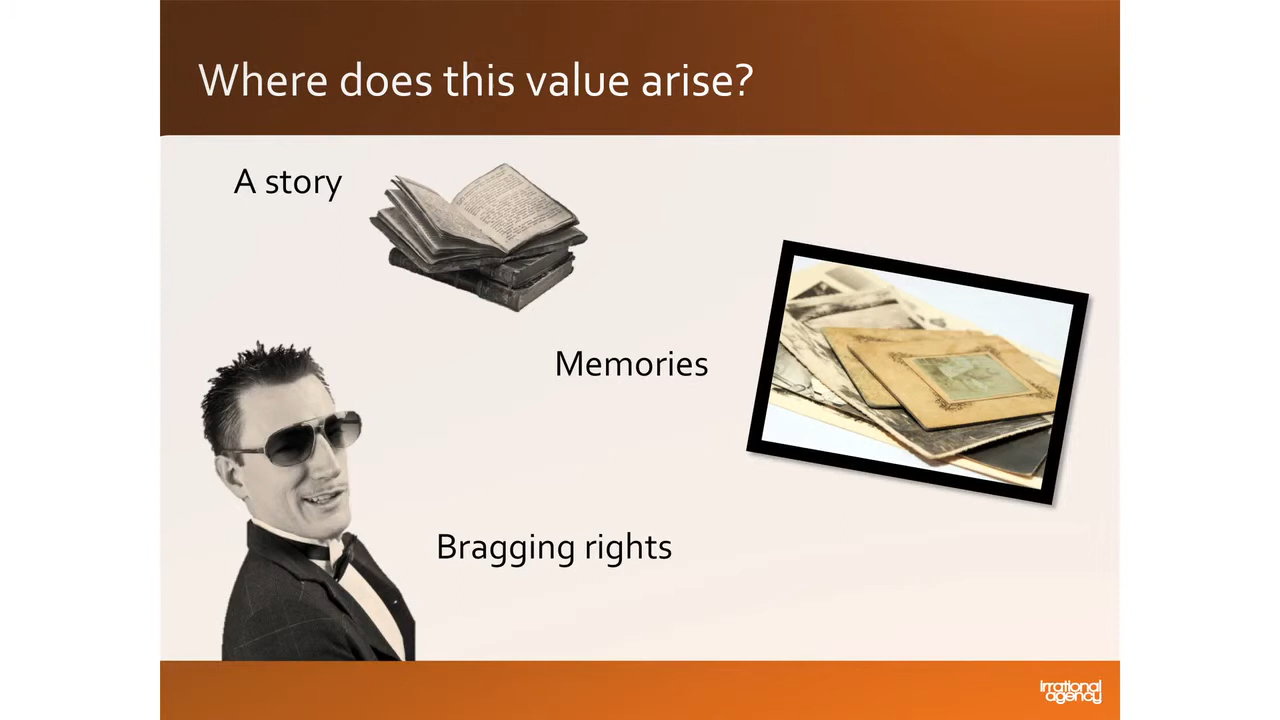 Where does this value arise?
A story
Memories
Bragging rights
irrational
agency